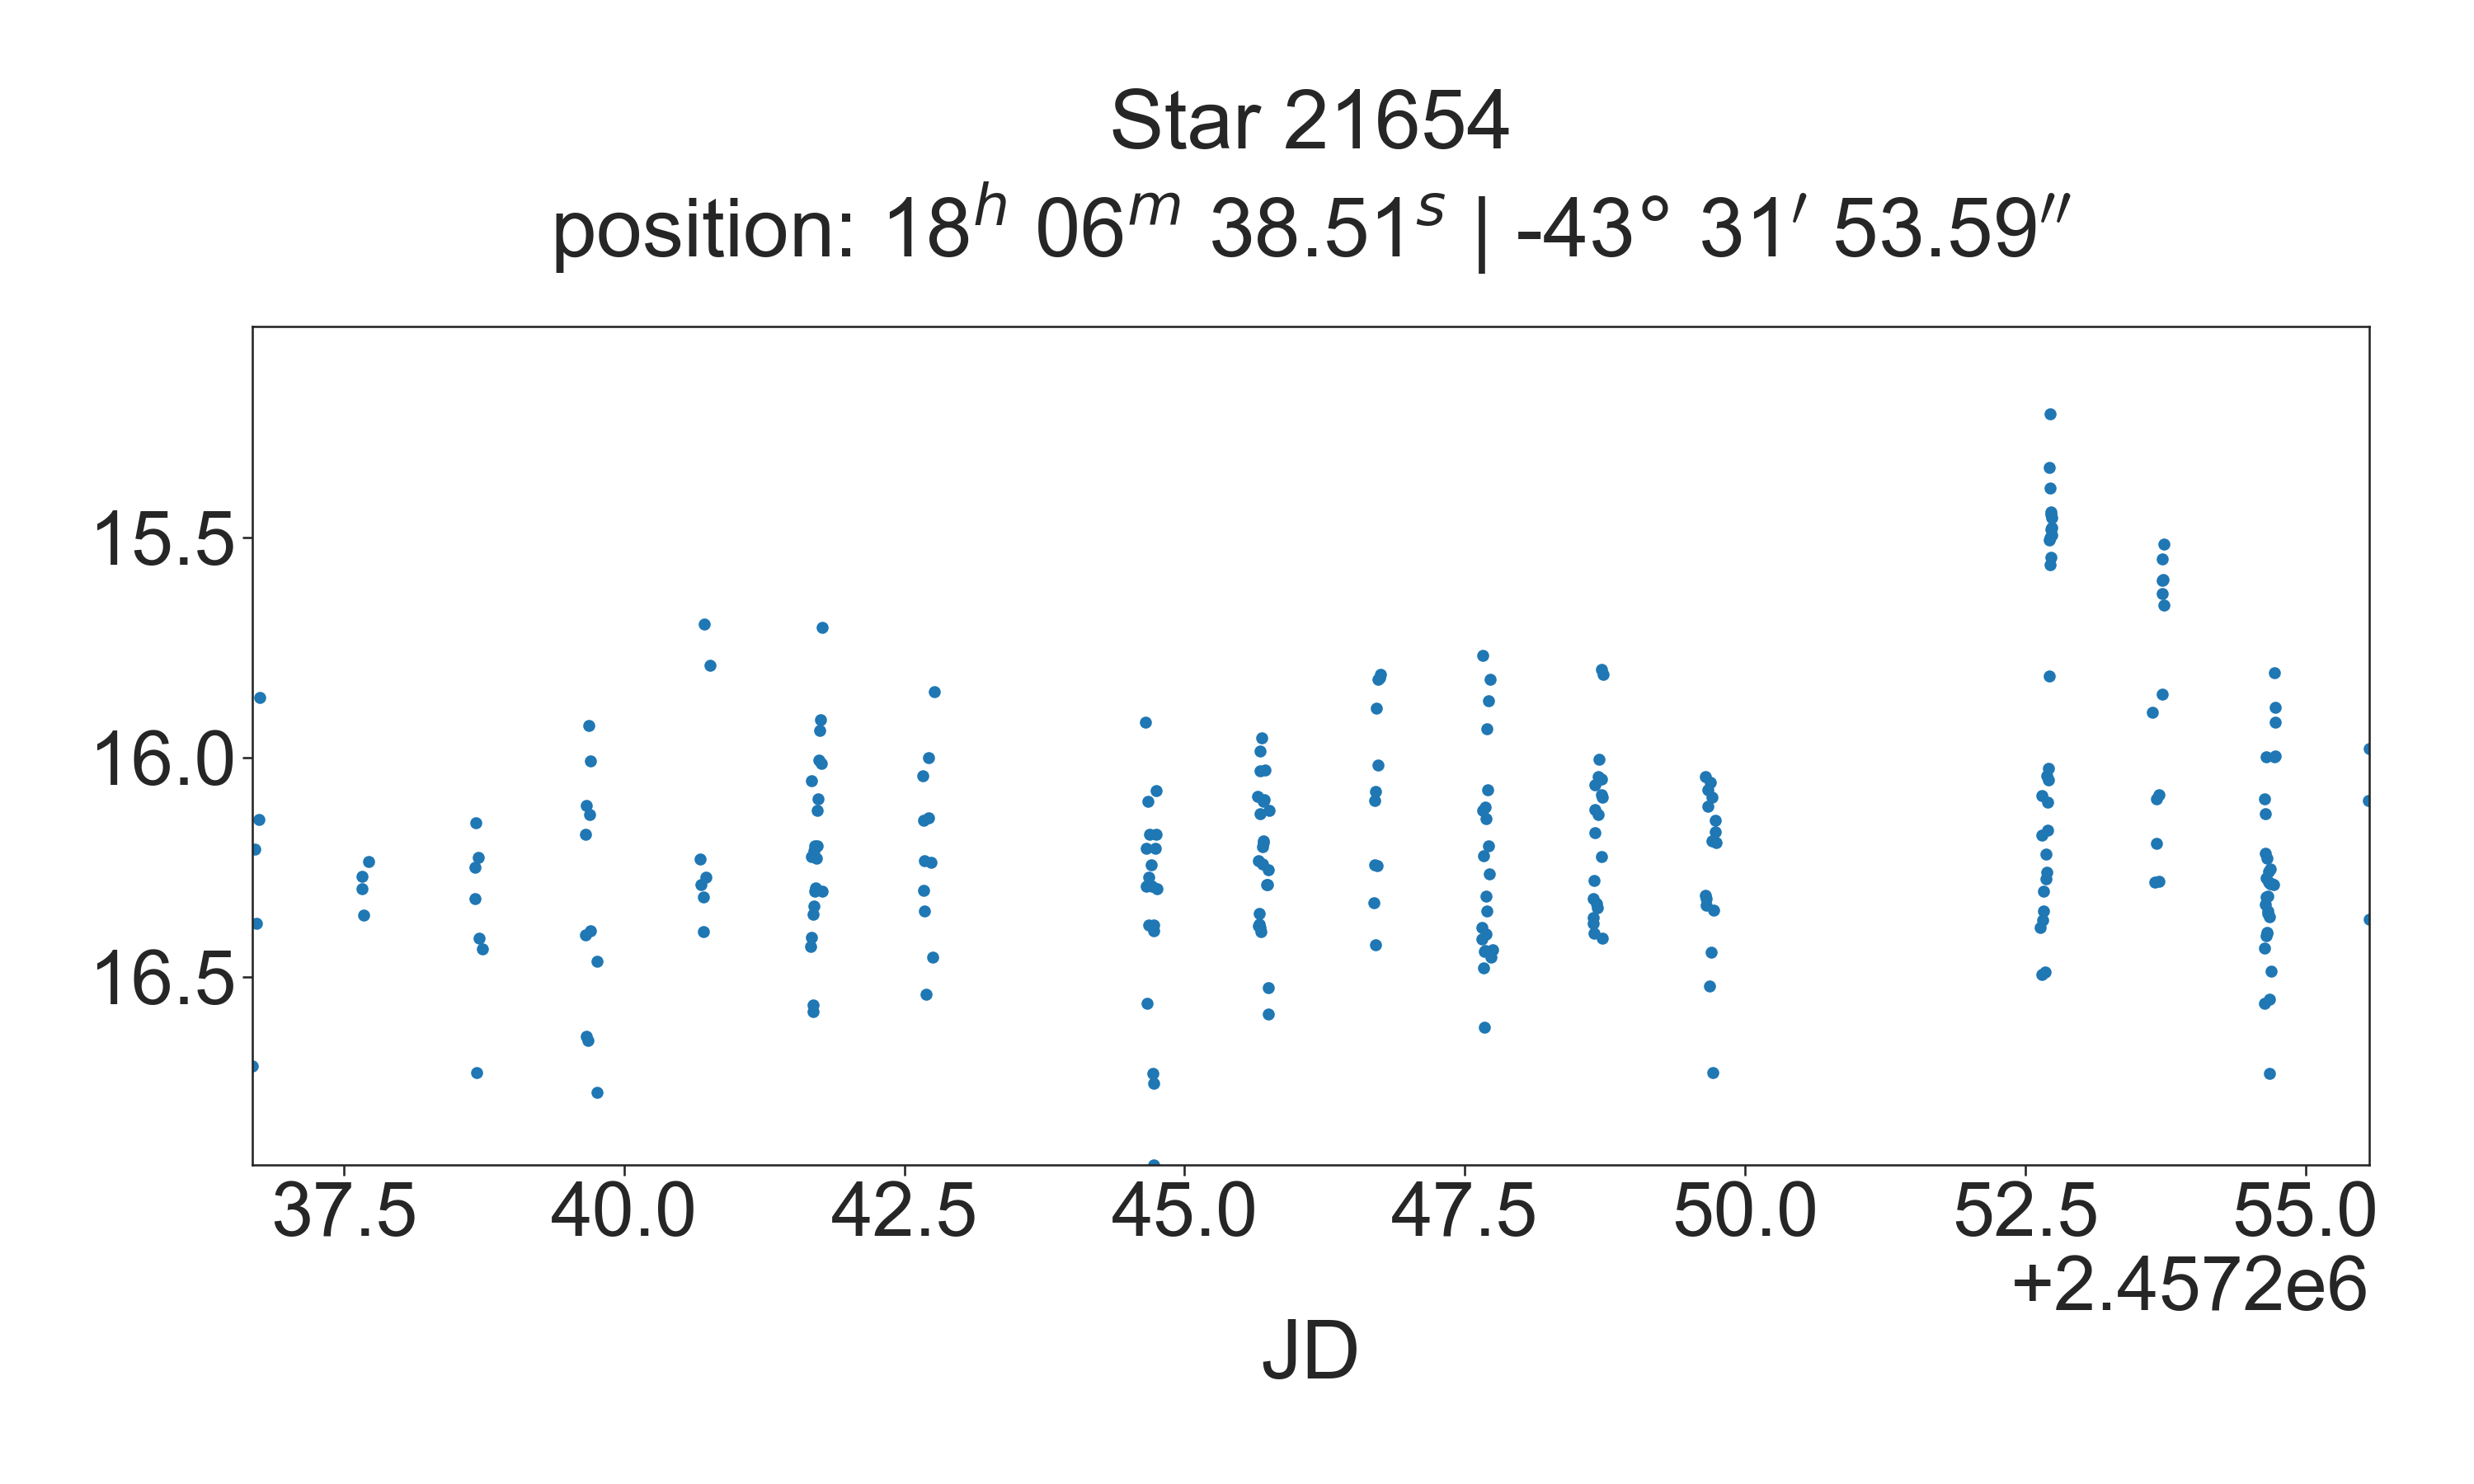 Star 21654
position: 18ʰ 06ᵐ 38.51ˢ | -43° 31′ 53.59′′
15.5
16.0
16.5
37.5 40.0 42.5 45.0 47.5 50.0 52.5 55.0
+2.4572e6
JD